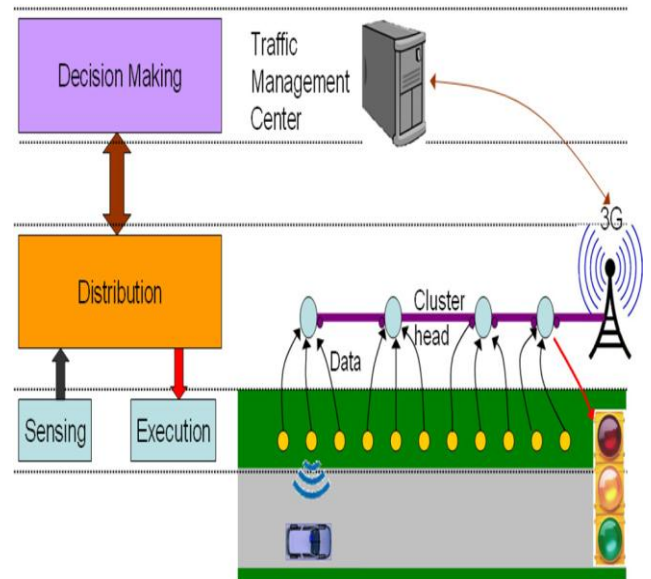 Decision Making
Traffic
Management
Center
3G
Distribution
Cluster
head
Data
Sensing
Execution